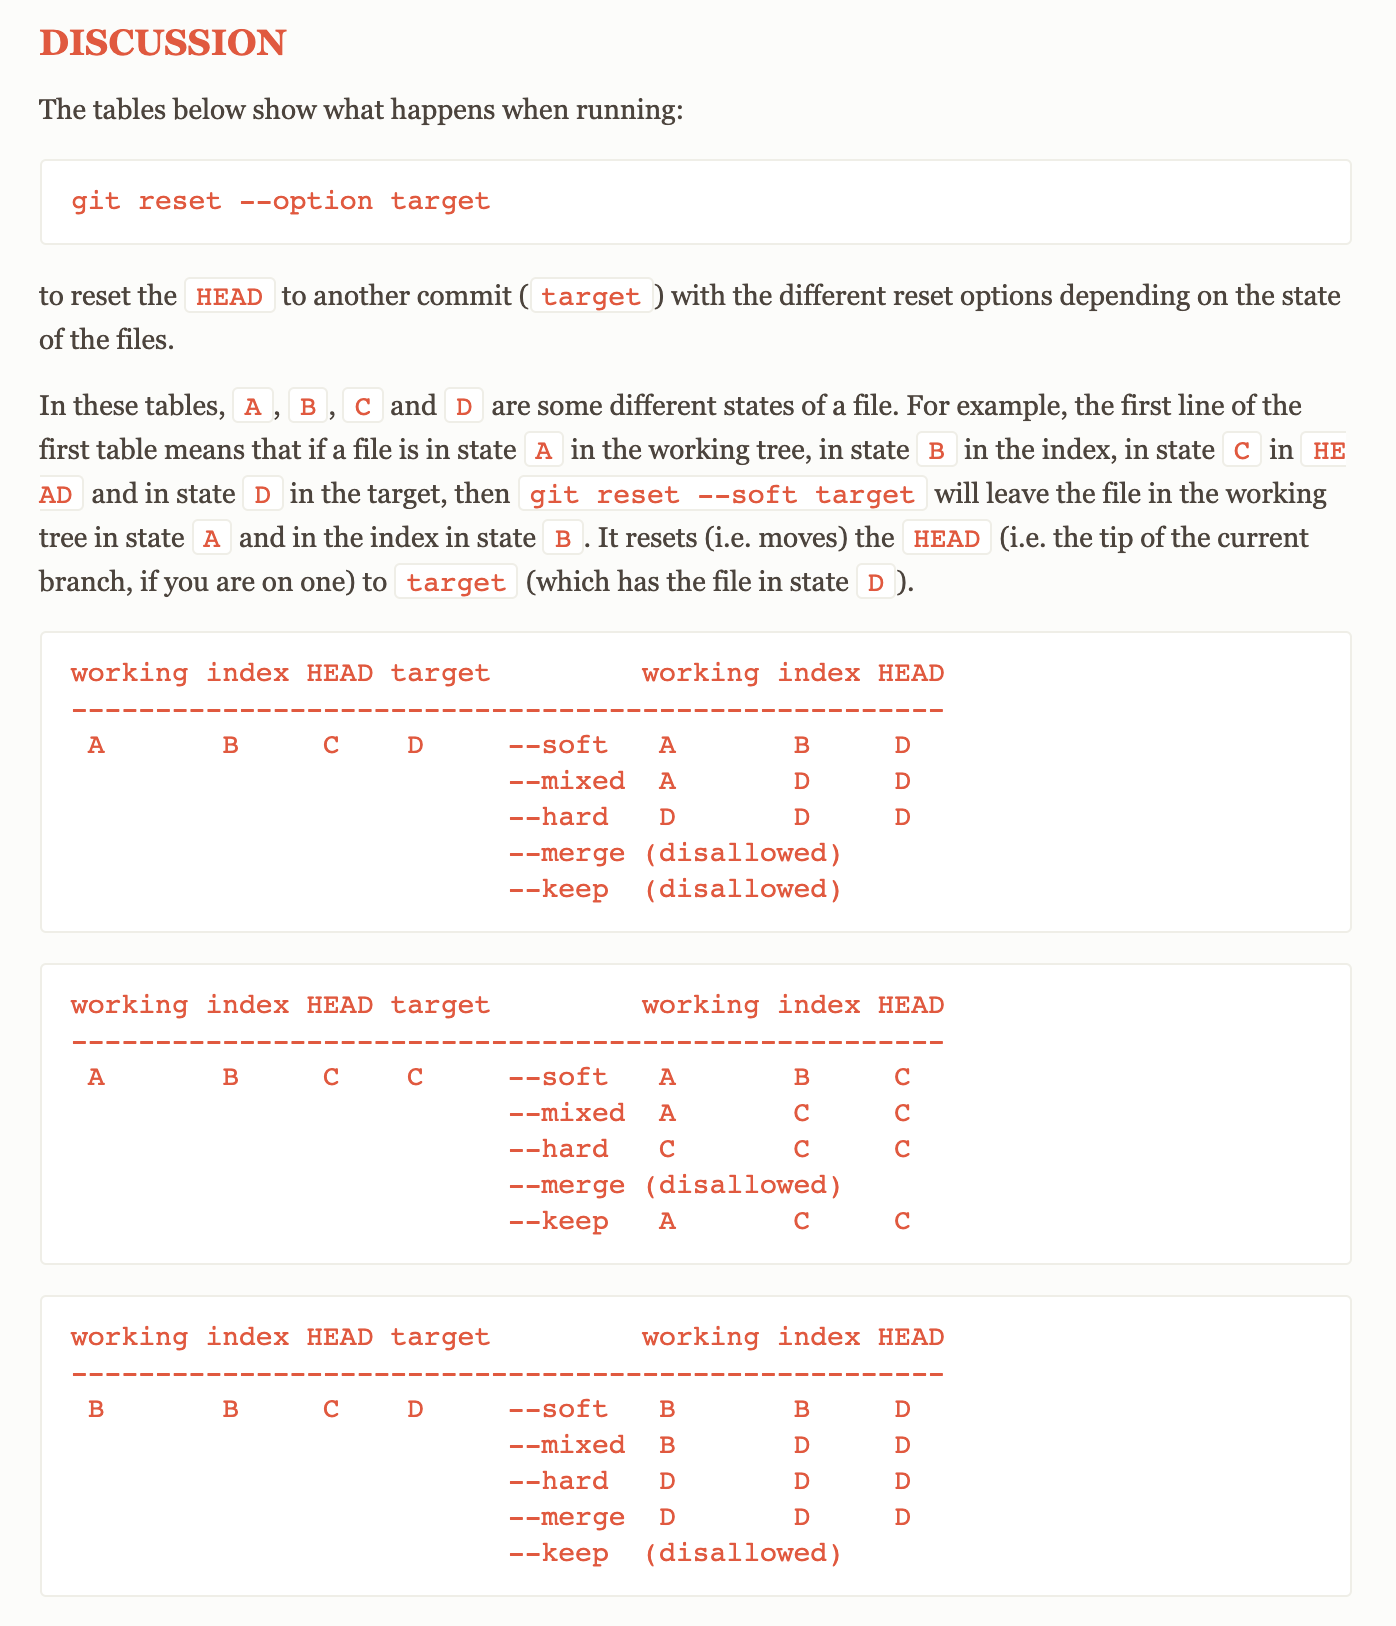 DISCUSSION
The tables below show what happens when running:
git reset --option target
to reset the HEAD to another commit (target) with the different reset options depending on the state
of the files.
In these tables, A, B, C and D are some different states of a file. For example, the first line of the
first table means that if a file is in state A in the working tree, in state B in the index, in state C in HE
AD and in state D in the target, then git reset --soft target will leave the file in the working
tree in state A and in the index in state B. It resets (i.e. moves) the HEAD (i.e. the tip of the current
branch, if you are on one) to target (which has the file in state D).
working index HEAD target         working index HEAD
----------------------------------------------------
 A       B     C    D     --soft   A       B     D
                          --mixed  A       D     D
                          --hard   D       D     D
                          --merge (disallowed)
                          --keep  (disallowed)
working index HEAD target         working index HEAD
----------------------------------------------------
 A       B     C    C     --soft   A       B     C
                          --mixed  A       C     C
                          --hard   C       C     C
                          --merge (disallowed)
                          --keep   A       C     C
working index HEAD target         working index HEAD
----------------------------------------------------
 B       B     C    D     --soft   B       B     D
                          --mixed  B       D     D
                          --hard   D       D     D
                          --merge  D       D     D
                          --keep  (disallowed)